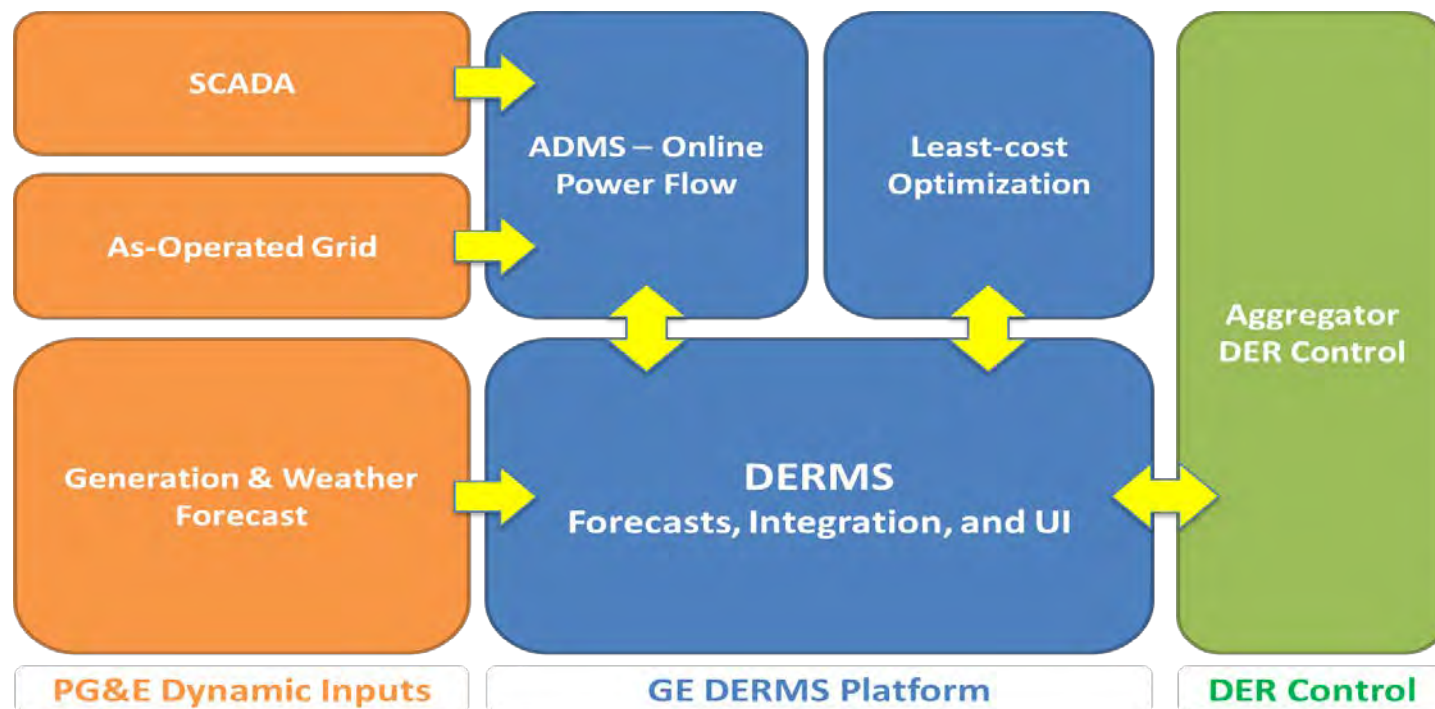 SCADA
As-Operated Grid
Generation & Weather
Forecast
ADMS – Online
Power Flow
Least-cost
Optimization
DERMS
Forecasts, Integration, and UI
Aggregator
DER Control
PG&E Dynamic Inputs
GE DERMS Platform
DER Control